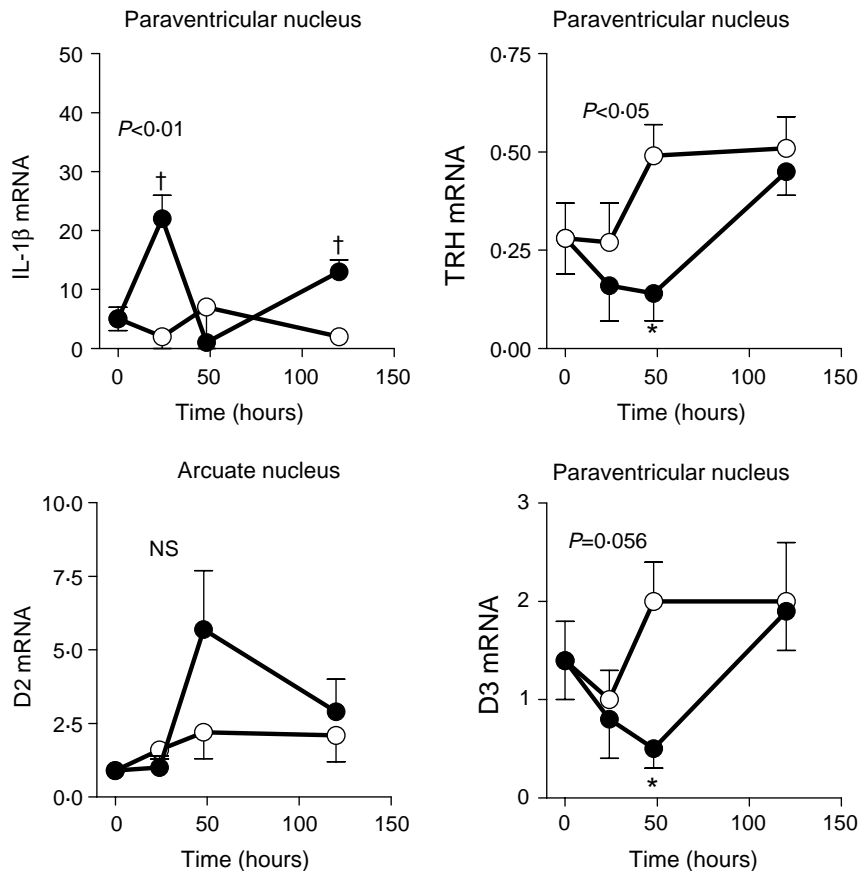 Paraventricular nucleus
50
40
30
20
10
0
IL-1β mRNA
P<0·01
†
†
0
50
100
150
Time (hours)
Paraventricular nucleus
0·75
0·50
0·25
0·00
TRH mRNA
P<0·05
*
0
50
100
150
Time (hours)
Arcuate nucleus
10·0
7·5
5·0
2·5
0·0
D2 mRNA
NS
0
50
100
150
Time (hours)
Paraventricular nucleus
3
2
1
0
D3 mRNA
P=0·056
*
0
50
100
150
Time (hours)